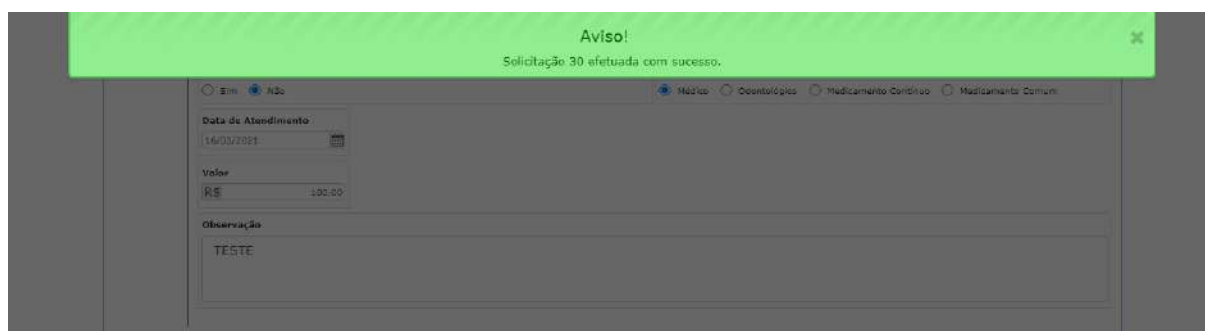 Aviso!
Solicitação 30 efetuada com sucesso.
Sim Não
Médico Odontológico Medicamento Contínuo Medicamento Comum
Data de Atendimento
16/03/2021
Valor
R$ 100,00
Observação
TESTE